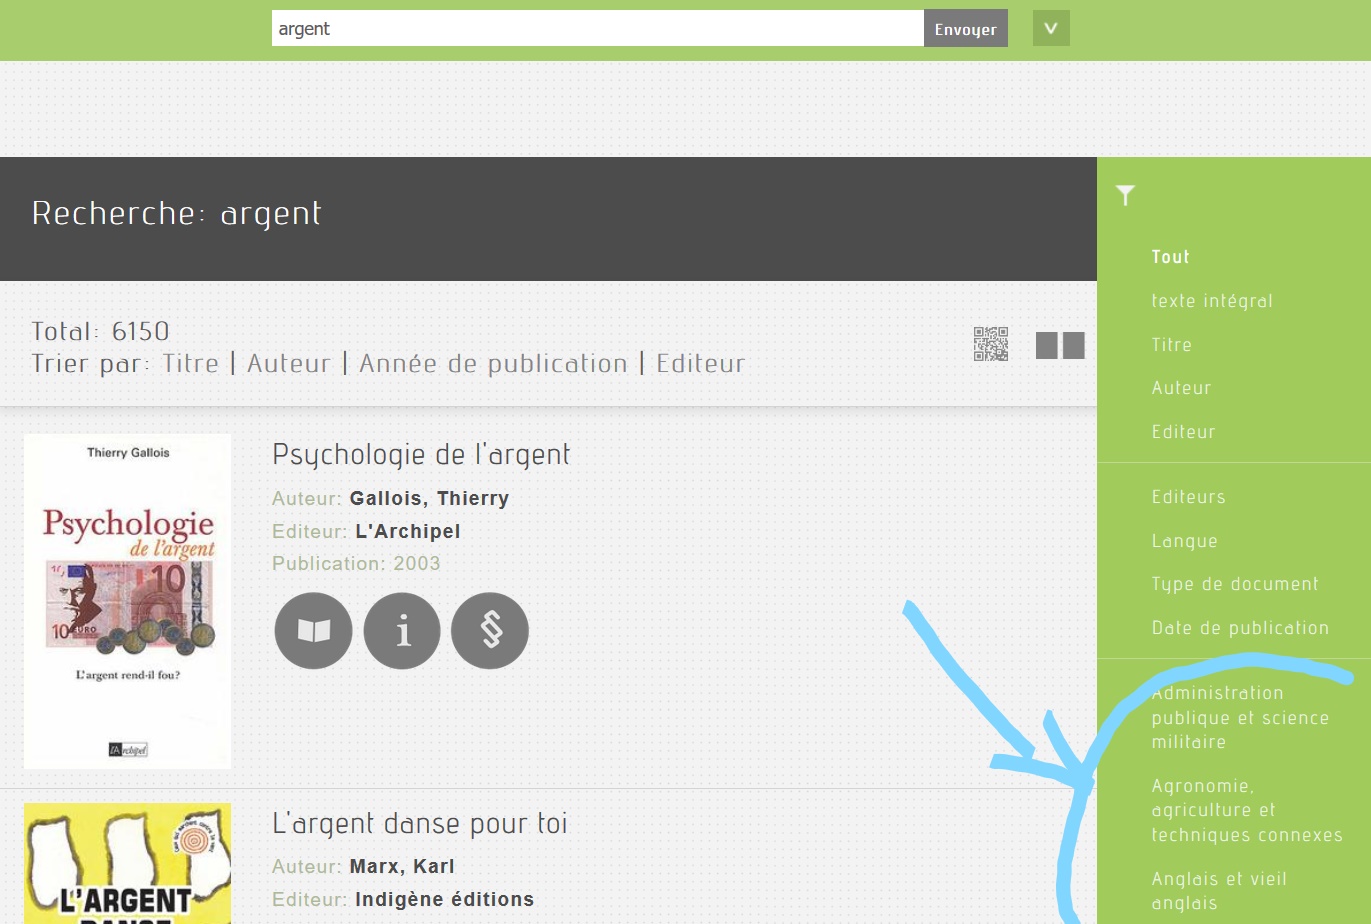 argent
Envoyer
V
Recherche: argent
Total: 6150
Trier par: Titre | Auteur | Année de publication | Editeur
Thierry Gallois
Psychologie
de l'argent
10
10 EURO
L'argent rend-il fou?
l'Archipel
Psychologie de l'argent
Auteur: Gallois, Thierry
Editeur: L'Archipel
Publication: 2003
i
§
L'ARGENT
DANSE
L'argent danse pour toi
Auteur: Marx, Karl
Editeur: Indigène éditions
Tout
texte intégral
Titre
Auteur
Editeur
Editeurs
Langue
Type de document
Date de publication
Administration
publique et science
militaire
Agronomie,
agriculture et
techniques connexes
Anglais et vieil
anglais